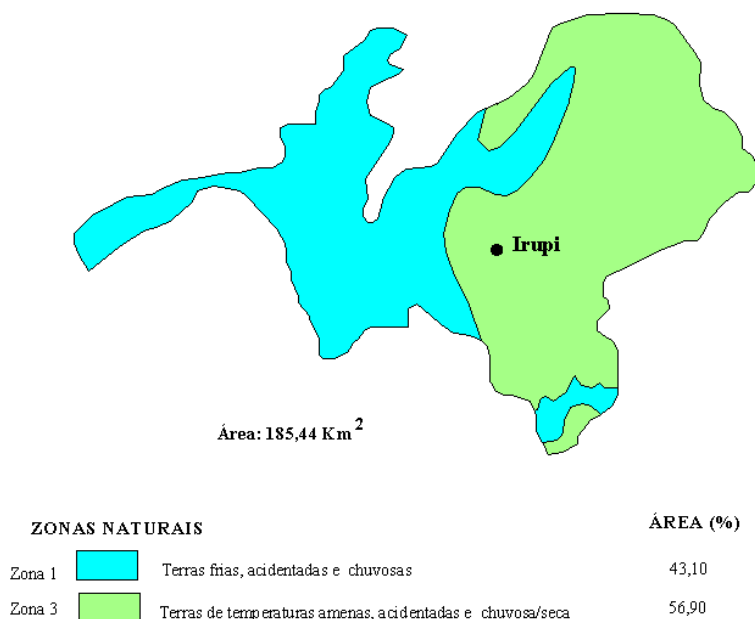 Irupi
Área: 185,44 Km²
ZONAS NATURAIS ÁREA (%)
Zona 1 Terras frias, acidentadas e chuvosas 43,10
Zona 3 Terras de temperaturas amenas, acidentadas e chuvosa/seca 56,90